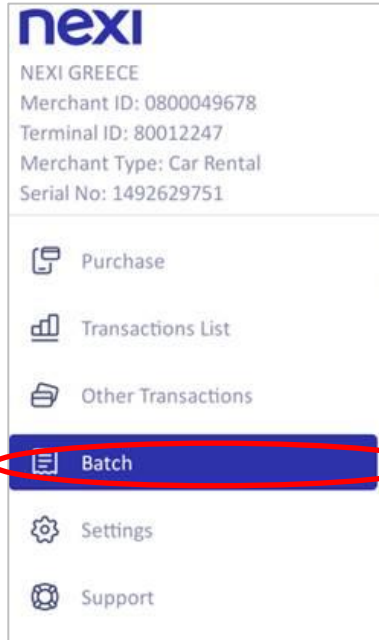 nexi
NEXI GREECE
Merchant ID: 0800049678
Terminal ID: 80012247
Merchant Type: Car Rental
Serial No: 1492629751
Purchase
Transactions List
Other Transactions
Batch
Settings
Support